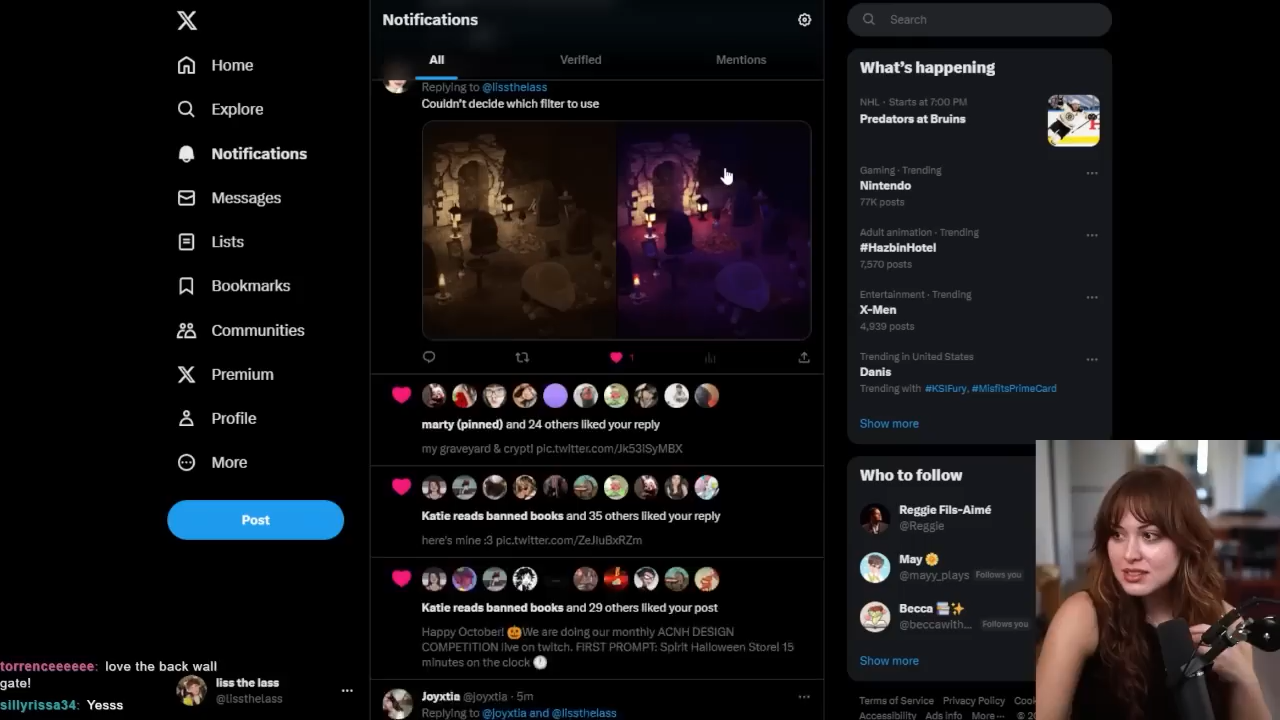 Home
Explore
Notifications
Messages
Lists
Bookmarks
Communities
Premium
Profile
More
Post
torrenceeeeee: love the back wall
gate!
sillyrissa34: Yesss
liss the lass
@lissthelass
Notifications
All
Verified
Mentions
Replying to @lissthelass
Couldn't decide which filter to use
1
marty (pinned) and 24 others liked your reply
my graveyard & crypt! pic.twitter.com/Jk53ISyMBX
Katie reads banned books and 35 others liked your reply
here's mine :3 pic.twitter.com/ZeJIuBxRZm
Katie reads banned books and 29 others liked your post
Happy October! 🎃We are doing our monthly ACNH DESIGN
COMPETITION live on twitch. FIRST PROMPT: Spirit Halloween Store! 15
minutes on the clock 🕛
Joyxtia @joyxtia · 5m
Replying to @joyxtia and @lissthelass
Search
What's happening
NHL · Starts at 7:00 PM
Predators at Bruins
Gaming · Trending
Nintendo
77K posts
Adult animation · Trending
#HazbinHotel
7,570 posts
Entertainment · Trending
X-Men
4,939 posts
Trending in United States
Danis
Trending with #KSIFury, #MisfitsPrimeCard
Show more
Who to follow
Reggie Fils-Aimé
@Reggie
May 🌼
@mayy_plays Follows you
Becca 📚✨
@beccawith... Follows you
Show more
Terms of Service Privacy Policy
Accessibility Ads info More ··· ©